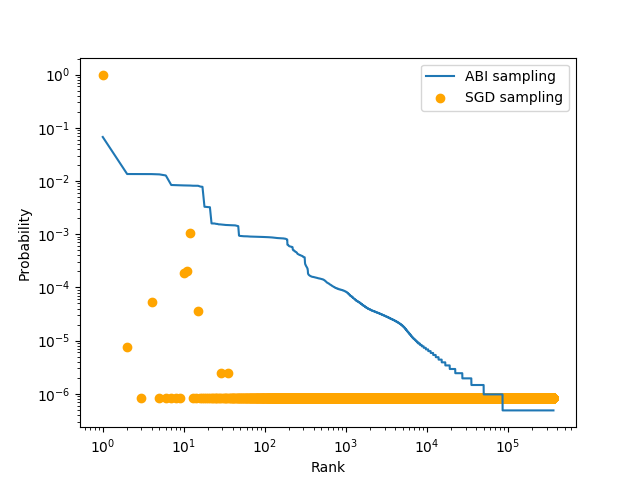 ABI sampling
SGD sampling
Probability
10⁰
10⁻¹
10⁻²
10⁻³
10⁻⁴
10⁻⁵
10⁻⁶
10⁰ 10¹ 10² 10³ 10⁴ 10⁵
Rank